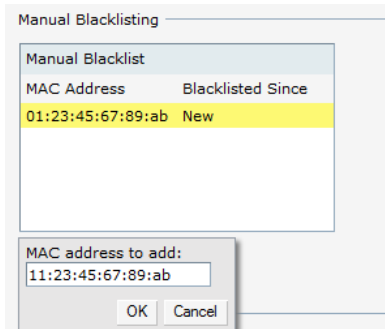 Manual Blacklisting
Manual Blacklist
MAC Address Blacklisted Since
01:23:45:67:89:ab New
MAC address to add:
11:23:45:67:89:ab
OK Cancel